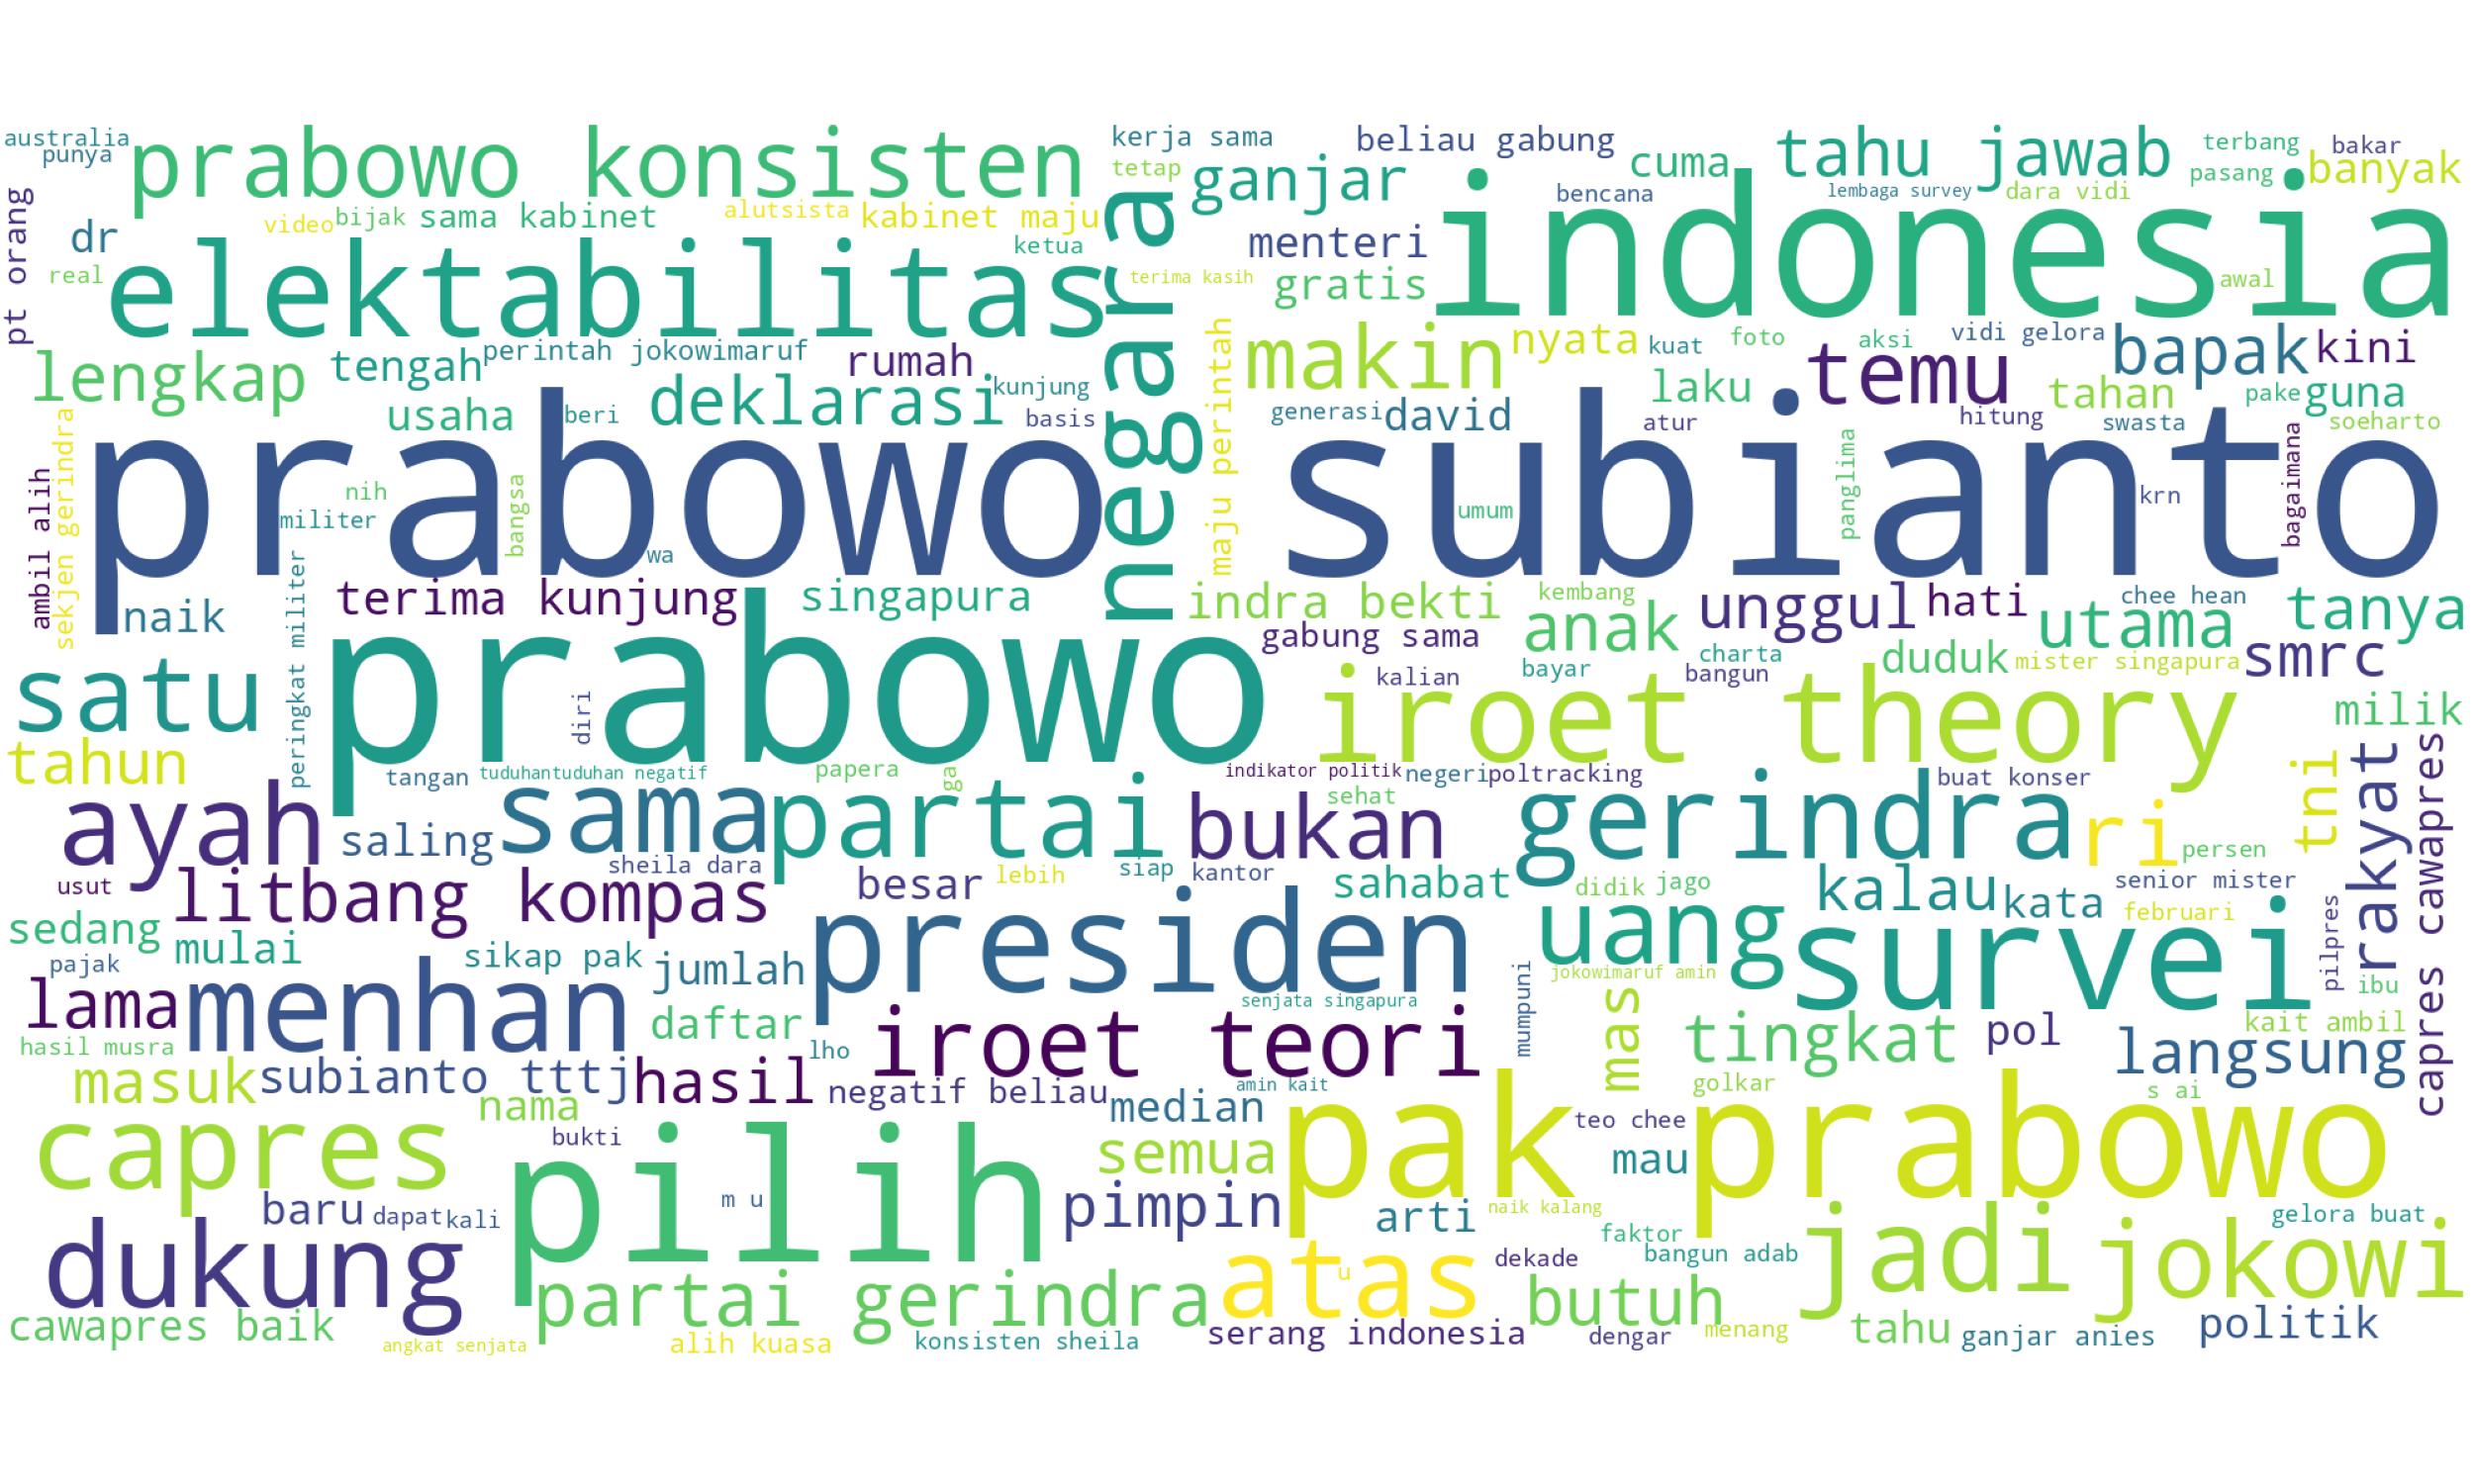 australia
punya
prabowo konsisten
kerja sama
tetap
beliau gabung
cuma
tahu jawab
terbang
bakar
pasang
banyak
pt orang
dr
video
bijak
sama kabinet
alutsista
kabinet maju
ketua
negara
ganjar
bencana
lembaga survey
dara vidi
real
elektabilitas
terima kasih
menteri
gratis
indonesia
awal
lengkap
tengah
perintah jokowimaruf
rumah
maju perintah
makin
nyata
kuat
foto
aksi
vidi gelora
bapak
kini
usaha
beri
deklarasi
kunjung
basis
generasi
david
laku
atur
temu
hitung
tahan
swasta
pake
guna
soeharto
sekjen gerindra
ambil alih
prabowo subianto
nih
militer
bangsa
wa
umum
panglima
krn
bagaimana
naik
peringkat militer
terima kunjung
singapura
indra bekti
kembang
gabung sama
anak
unggul
hati
chee hean
utama
tanya
satu
diri
prabowo
kalian
bayar
charta
bangun
duduk
mister singapura
smrc
iroet theory
milik
tahun
tangan
tuduhantuduhan negatif
papera
ga
indikator politik
negeri
poltracking
buat konser
tni
rakyat
capres cawapres
ayah
saling
sama
partai
bukan
sehat
gerindra
ri
persen
usut
sheila dara
litbang kompas
besar
lebih
siap
kantor
sahabat
didik
jago
kalau
kata
senior mister
februari
pilpres
sedang
mulai
pajak
sikap pak
jumlah
presiden
uang
survei
jokowimaruf amin
ibu
lama
menhan
daftar
senjata singapura
mumpuni
mas
tingkat
pol
kait ambil
hasil musra
lho
iroet teori
langsung
masuk
subianto tttj
hasil
negatif beliau
amin kait
golkar
s ai
nama
median
capres
bukti
pilih
semua
pak prabowo
teo chee
mau
baru
dapat
kali
m u
pimpin
arti
naik kalang
faktor
gelora buat
dukung
atas
u
dekade
bangun adab
jadi
jokowi
partai gerindra
butuh
cawapres baik
angkat senjata
alih kuasa
konsisten sheila
serang indonesia
dengar
menang
tahu
ganjar anies
politik